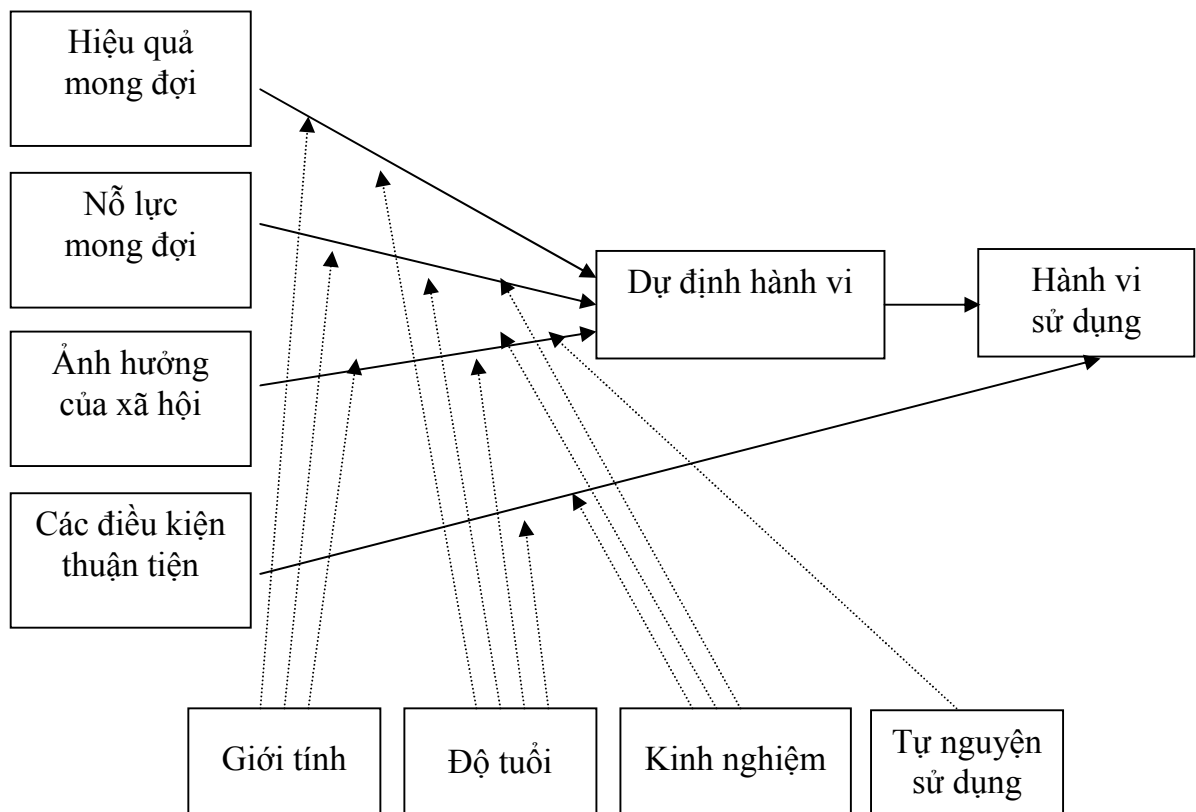 Hiệu quả
mong đợi
Nỗ lực
mong đợi
Ảnh hưởng
của xã hội
Các điều kiện
thuận tiện
Dự định hành vi
Hành vi
sử dụng
Giới tính
Độ tuổi
Kinh nghiệm
Tự nguyện
sử dụng